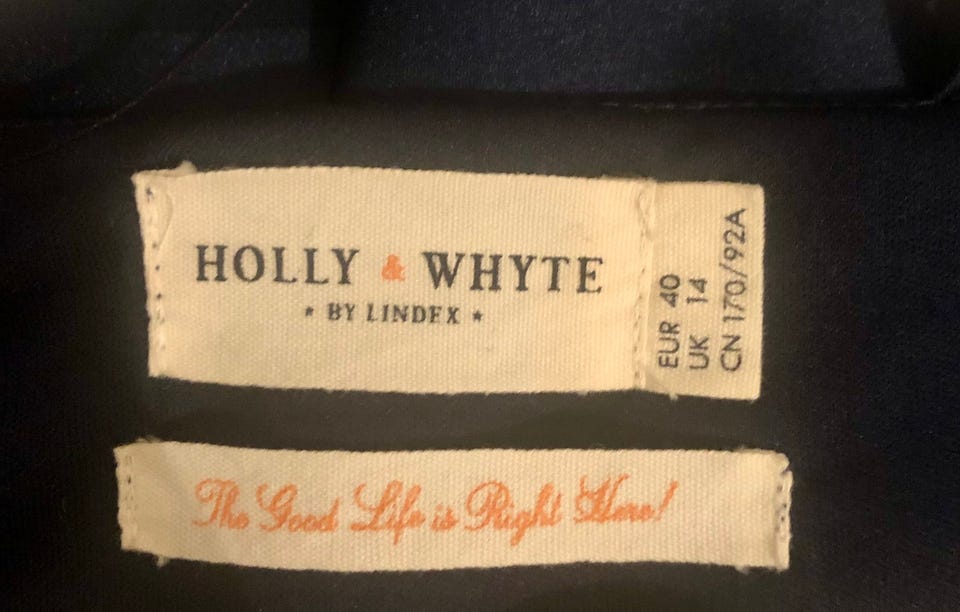 HOLLY & WHYTE
* BY LINDEX *
EUR 40
UK 14
CN 170/92A
The Good Life is Right Here!